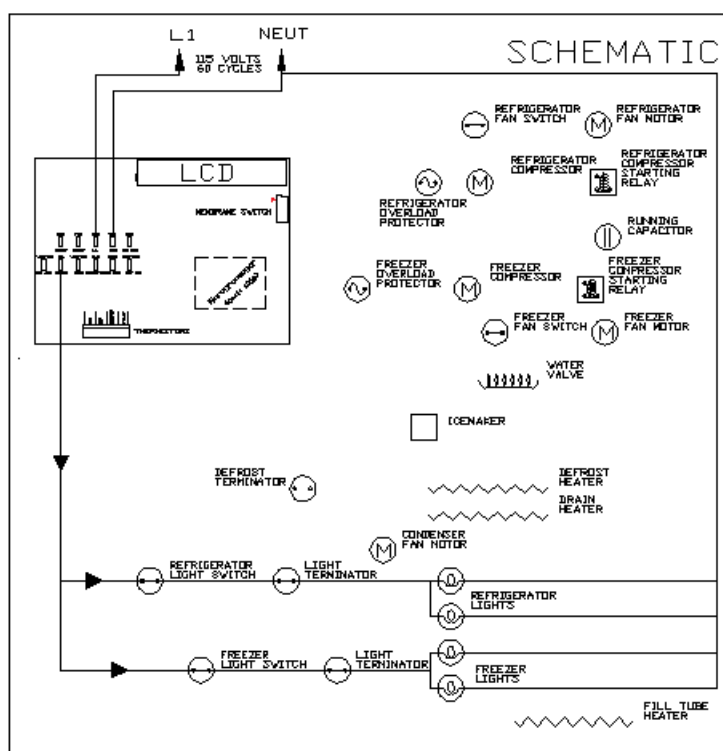 L1
NEUT
115 VOLTS
60 CYCLES
SCHEMATIC
REFRIGERATOR
FAN SWITCH
REFRIGERATOR
FAN MOTOR
LCD
MEMBRANE SWITCH
REFRIGERATOR
OVERLOAD
PROTECTOR
REFRIGERATOR
COMPRESSOR
REFRIGERATOR
COMPRESSOR
STARTING
RELAY
RUNNING
CAPACITOR
FREEZER
OVERLOAD
PROTECTOR
FREEZER
COMPRESSOR
FREEZER
COMPRESSOR
STARTING
RELAY
FREEZER
FAN SWITCH
FREEZER
FAN MOTOR
THERMISTORS
WATER
VALVE
ICEMAKER
DEFROST
TERMINATOR
DEFROST
HEATER
DRAIN
HEATER
CONDENSER
FAN MOTOR
REFRIGERATOR
LIGHT SWITCH
LIGHT
TERMINATOR
REFRIGERATOR
LIGHTS
FREEZER
LIGHT SWITCH
LIGHT
TERMINATOR
FREEZER
LIGHTS
FILL TUBE
HEATER
M
M
M
M
M
M